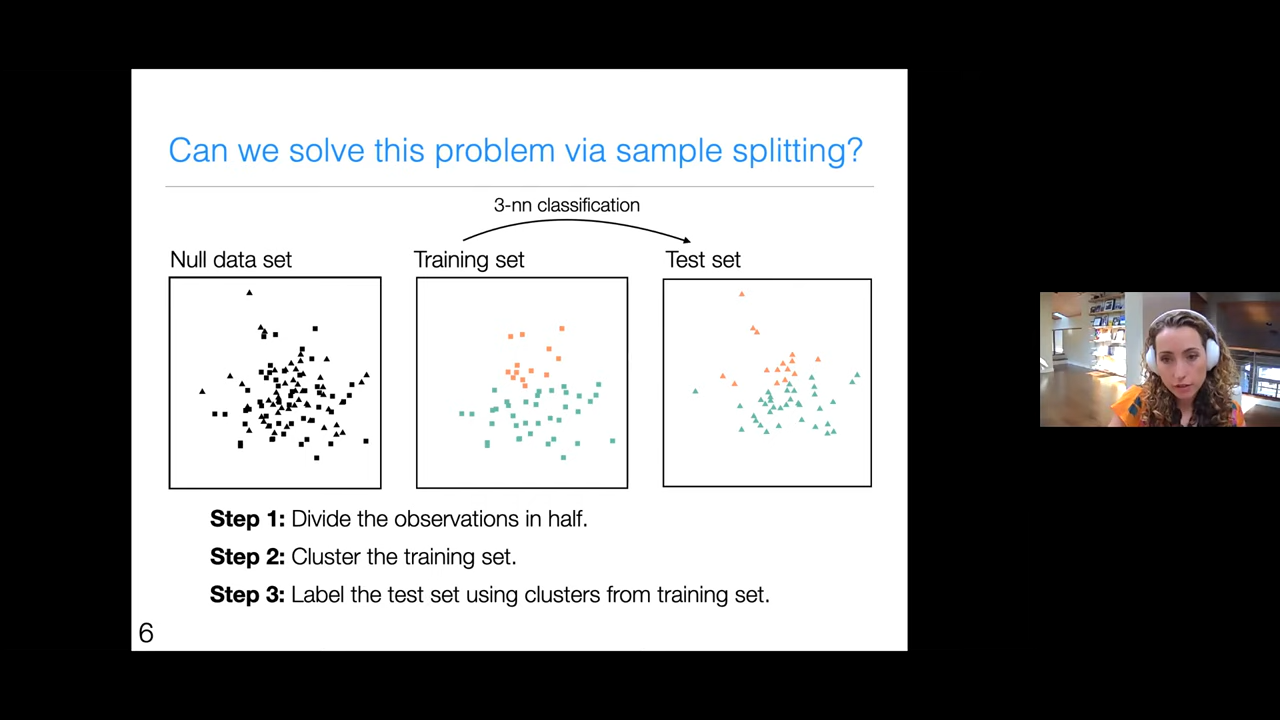 Can we solve this problem via sample splitting?
3-nn classification
Null data set
Training set
Test set
Step 1: Divide the observations in half.
Step 2: Cluster the training set.
Step 3: Label the test set using clusters from training set.
6